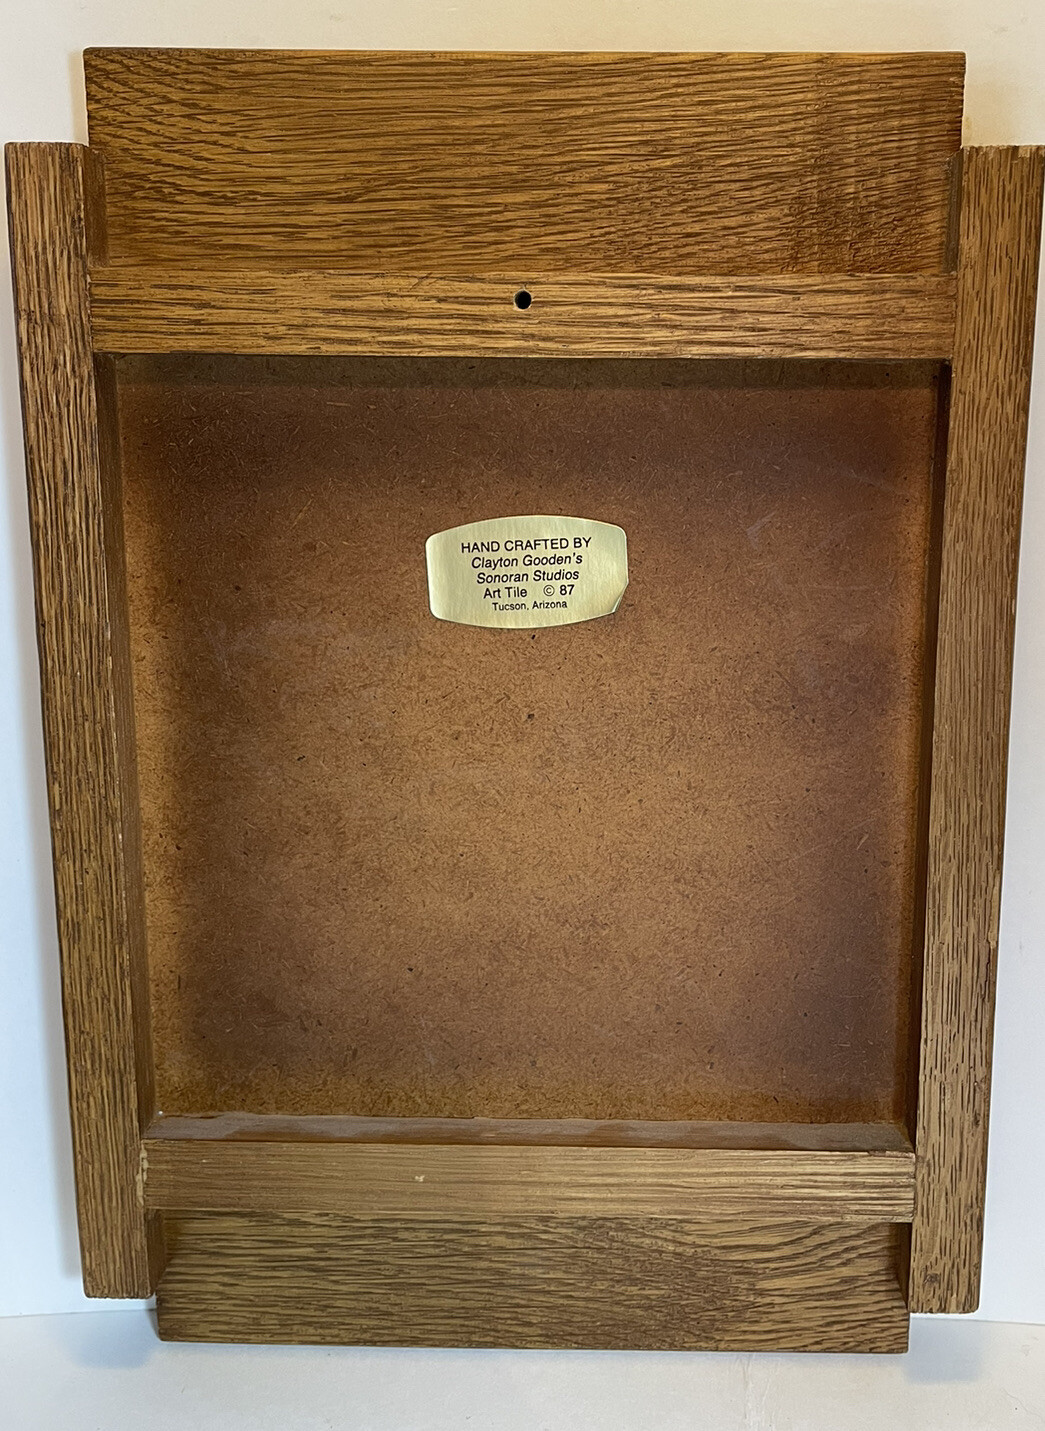 HAND CRAFTED BY
Clayton Gooden's
Sonoran Studios
Art Tile © 87
Tucson, Arizona